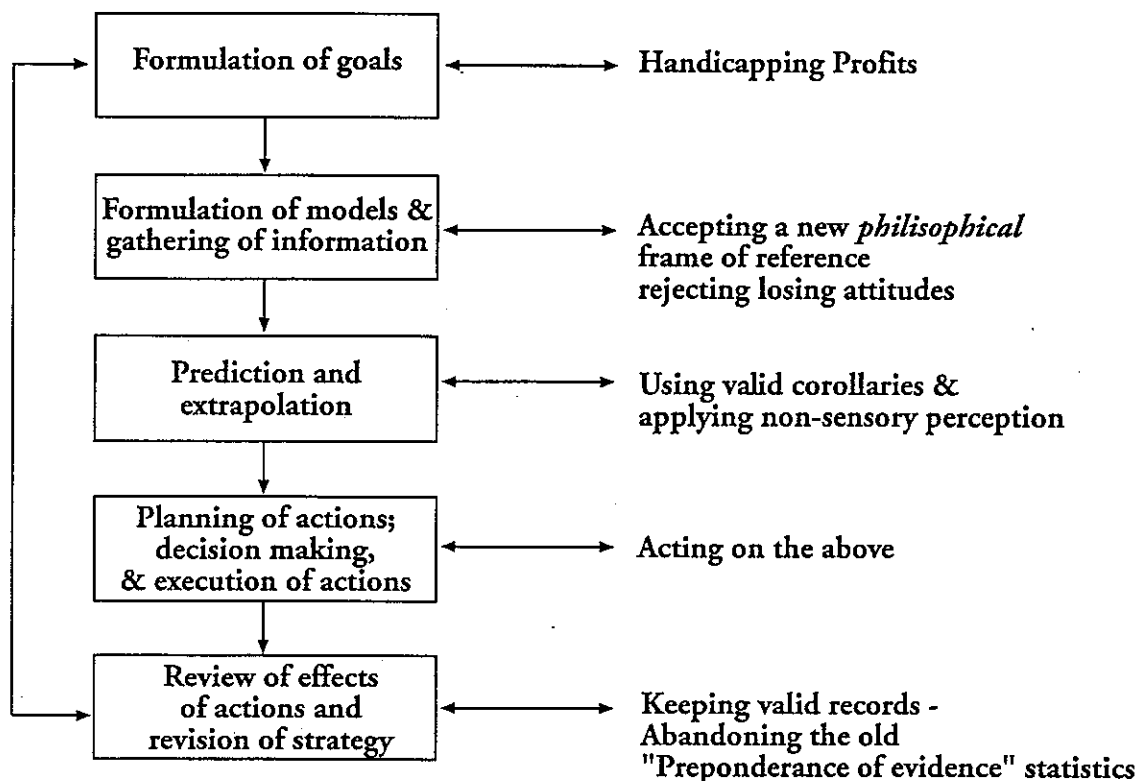 Formulation of goals
Handicapping Profits
Formulation of models &
gathering of information
Accepting a new philisophical
frame of reference
rejecting losing attitudes
Prediction and
extrapolation
Using valid corollaries &
applying non-sensory perception
Planning of actions;
decision making,
& execution of actions
Acting on the above
Review of effects
of actions and
revision of strategy
Keeping valid records -
Abandoning the old
"Preponderance of evidence" statistics